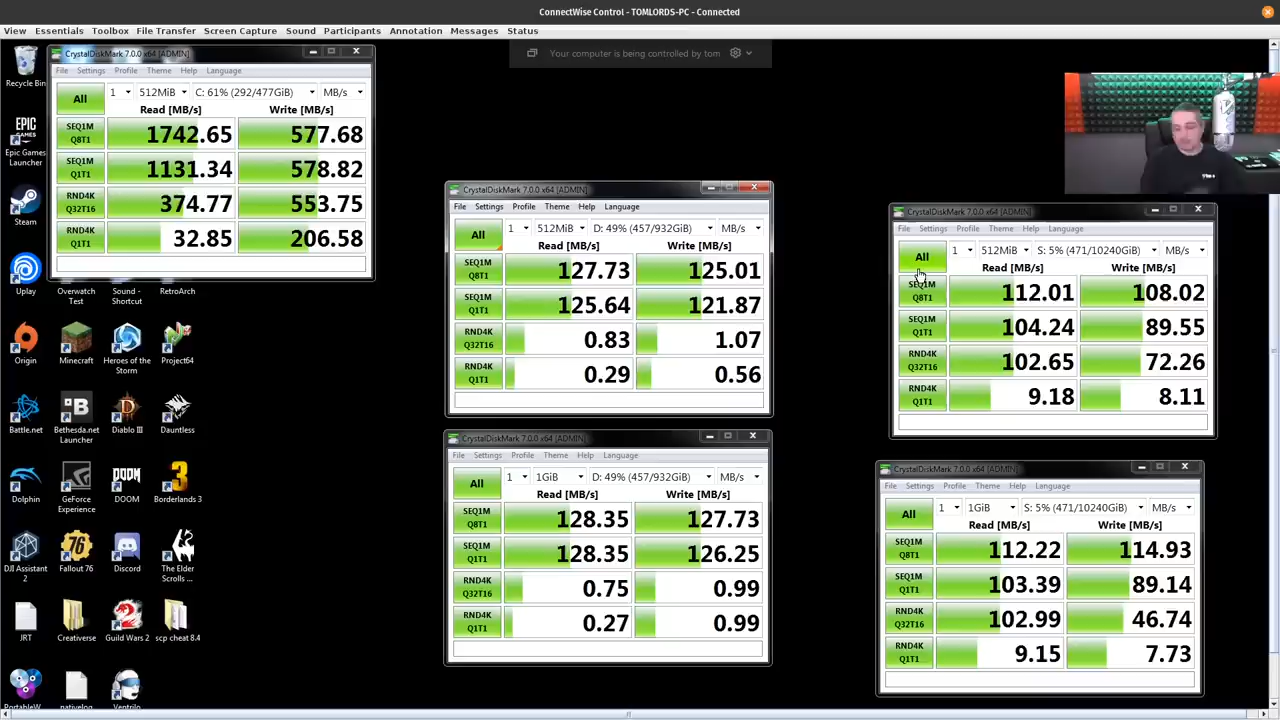 ConnectWise Control - TOMLORDS-PC - Connected
View Essentials Toolbox File Transfer Screen Capture Sound Participants Annotation Messages Status
Your computer is being controlled by tom
CrystalDiskMark 7.0.0 x64 [ADMIN]
File Settings Profile Theme Help Language
All 1 512MiB C: 61% (292/477GiB) MB/s
Read [MB/s] Write [MB/s]
SEQ1M
Q8T1
1742.65 577.68
SEQ1M
Q1T1
1131.34 578.82
RND4K
Q32T16
374.77 553.75
RND4K
Q1T1
32.85 206.58
CrystalDiskMark 7.0.0 x64 [ADMIN]
File Settings Profile Theme Help Language
All 1 512MiB D: 49% (457/932GiB) MB/s
Read [MB/s] Write [MB/s]
SEQ1M
Q8T1
127.73 125.01
SEQ1M
Q1T1
125.64 121.87
RND4K
Q32T16
0.83 1.07
RND4K
Q1T1
0.29 0.56
CrystalDiskMark 7.0.0 x64 [ADMIN]
File Settings Profile Theme Help Language
All 1 512MiB S: 5% (471/10240GiB) MB/s
Read [MB/s] Write [MB/s]
SEQ1M
Q8T1
112.01 108.02
SEQ1M
Q1T1
104.24 89.55
RND4K
Q32T16
102.65 72.26
RND4K
Q1T1
9.18 8.11
CrystalDiskMark 7.0.0 x64 [ADMIN]
File Settings Profile Theme Help Language
All 1 1GiB D: 49% (457/932GiB) MB/s
Read [MB/s] Write [MB/s]
SEQ1M
Q8T1
128.35 127.73
SEQ1M
Q1T1
128.35 126.25
RND4K
Q32T16
0.75 0.99
RND4K
Q1T1
0.27 0.99
CrystalDiskMark 7.0.0 x64 [ADMIN]
File Settings Profile Theme Help Language
All 1 1GiB S: 5% (471/10240GiB) MB/s
Read [MB/s] Write [MB/s]
SEQ1M
Q8T1
112.22 114.93
SEQ1M
Q1T1
103.39 89.14
RND4K
Q32T16
102.99 46.74
RND4K
Q1T1
9.15 7.73
Recycle Bin
EPIC
GAMES
Epic Games
Launcher
Steam
Uplay
Overwatch
Test
Sound -
Shortcut
RetroArch
Origin
Minecraft
Heroes of the
Storm
Project64
Battle.net
Bethesda.net
Launcher
Diablo III
Dauntless
Dolphin
GeForce
Experience
DOOM
DOOM
3
Borderlands 3
DJI Assistant
2
76
Fallout 76
Discord
The Elder
Scrolls ...
JRT
Creativerse
Guild Wars 2
scp cheat 8.4
PortableW...
nativelog
Ventrilo